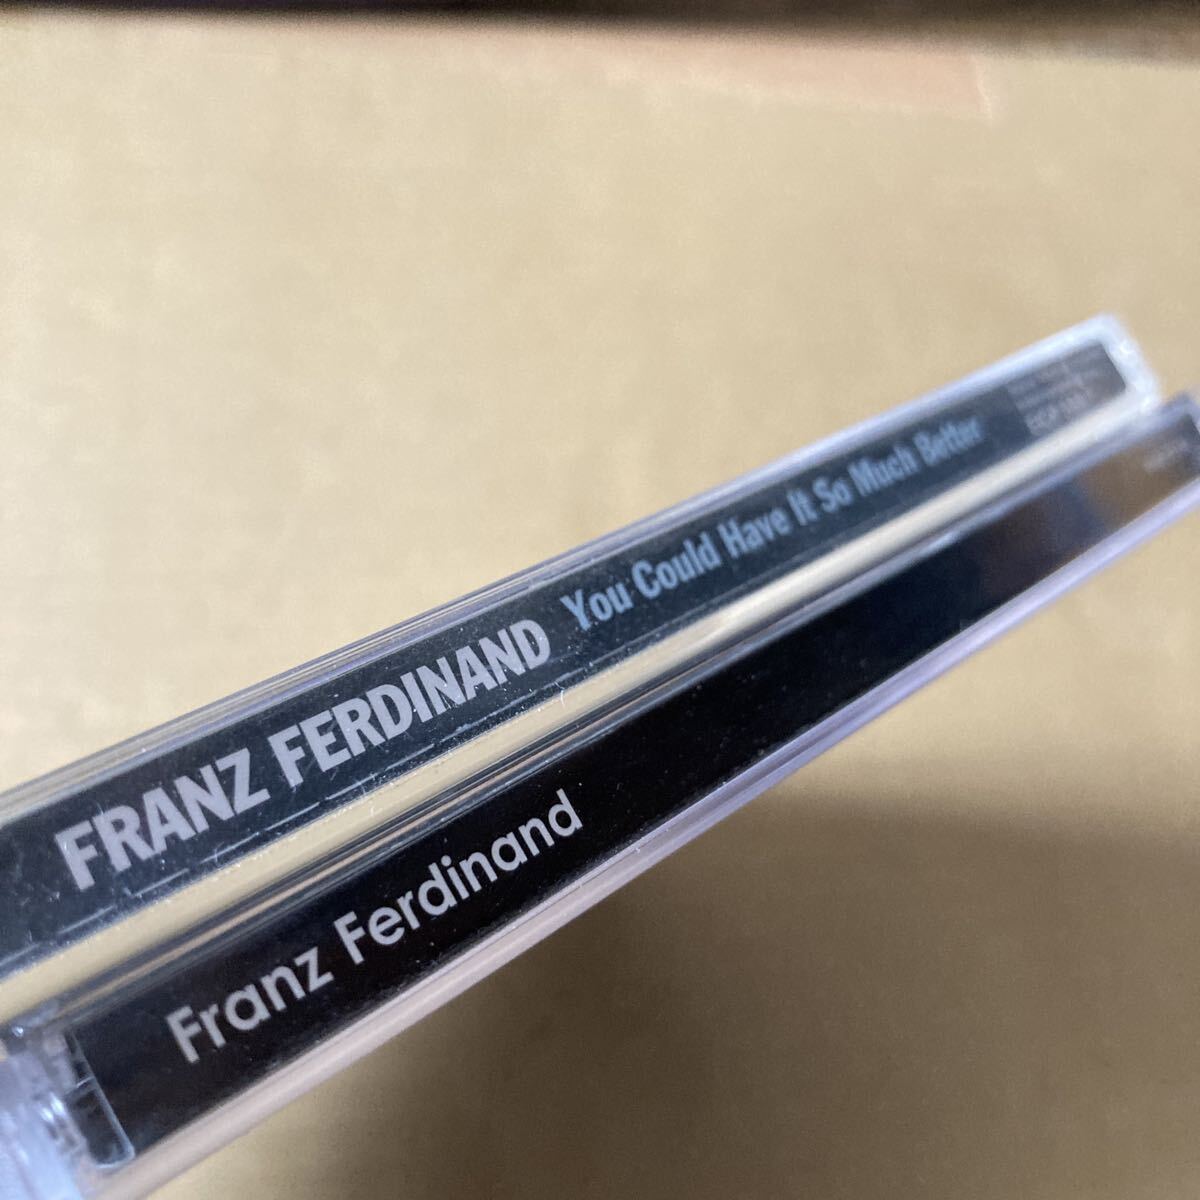 FRANZ FERDINAND You Could Have It So Much Better
Franz Ferdinand